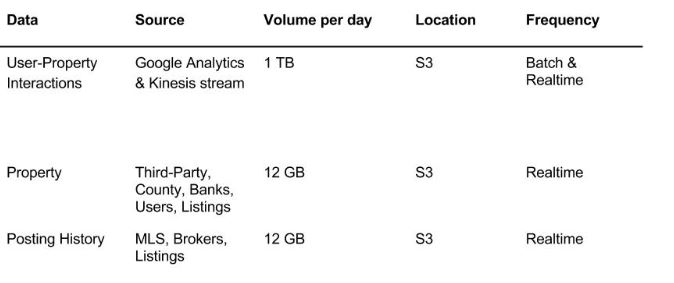 Data Source Volume per day Location Frequency
User-Property Google Analytics 1 TB S3 Batch &
Interactions & Kinesis stream Realtime
Property Third-Party, 12 GB S3 Realtime
County, Banks,
Users, Listings
Posting History MLS, Brokers, 12 GB S3 Realtime
Listings